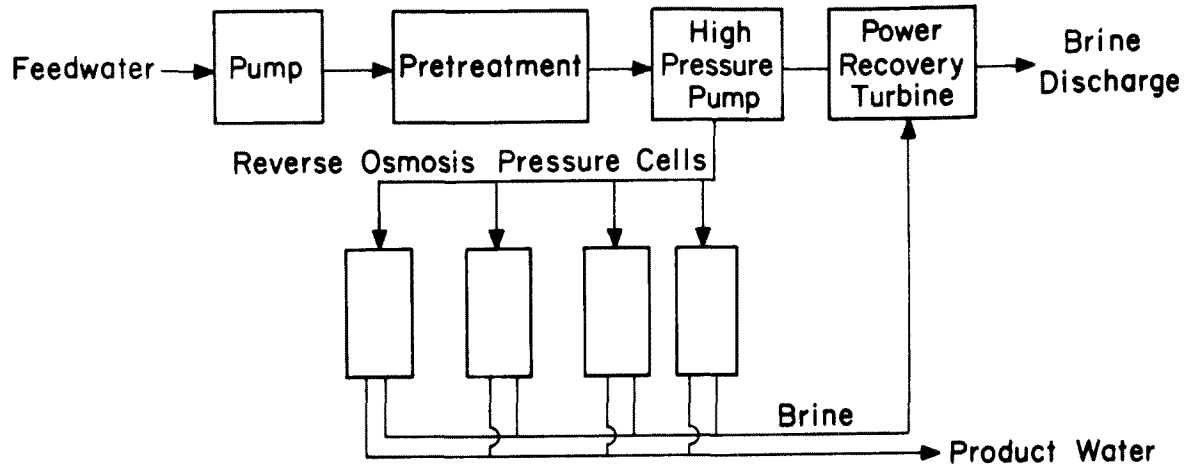 Feedwater
Pump
Pretreatment
High
Pressure
Pump
Power
Recovery
Turbine
Brine
Discharge
Reverse Osmosis Pressure Cells
Brine
Product Water